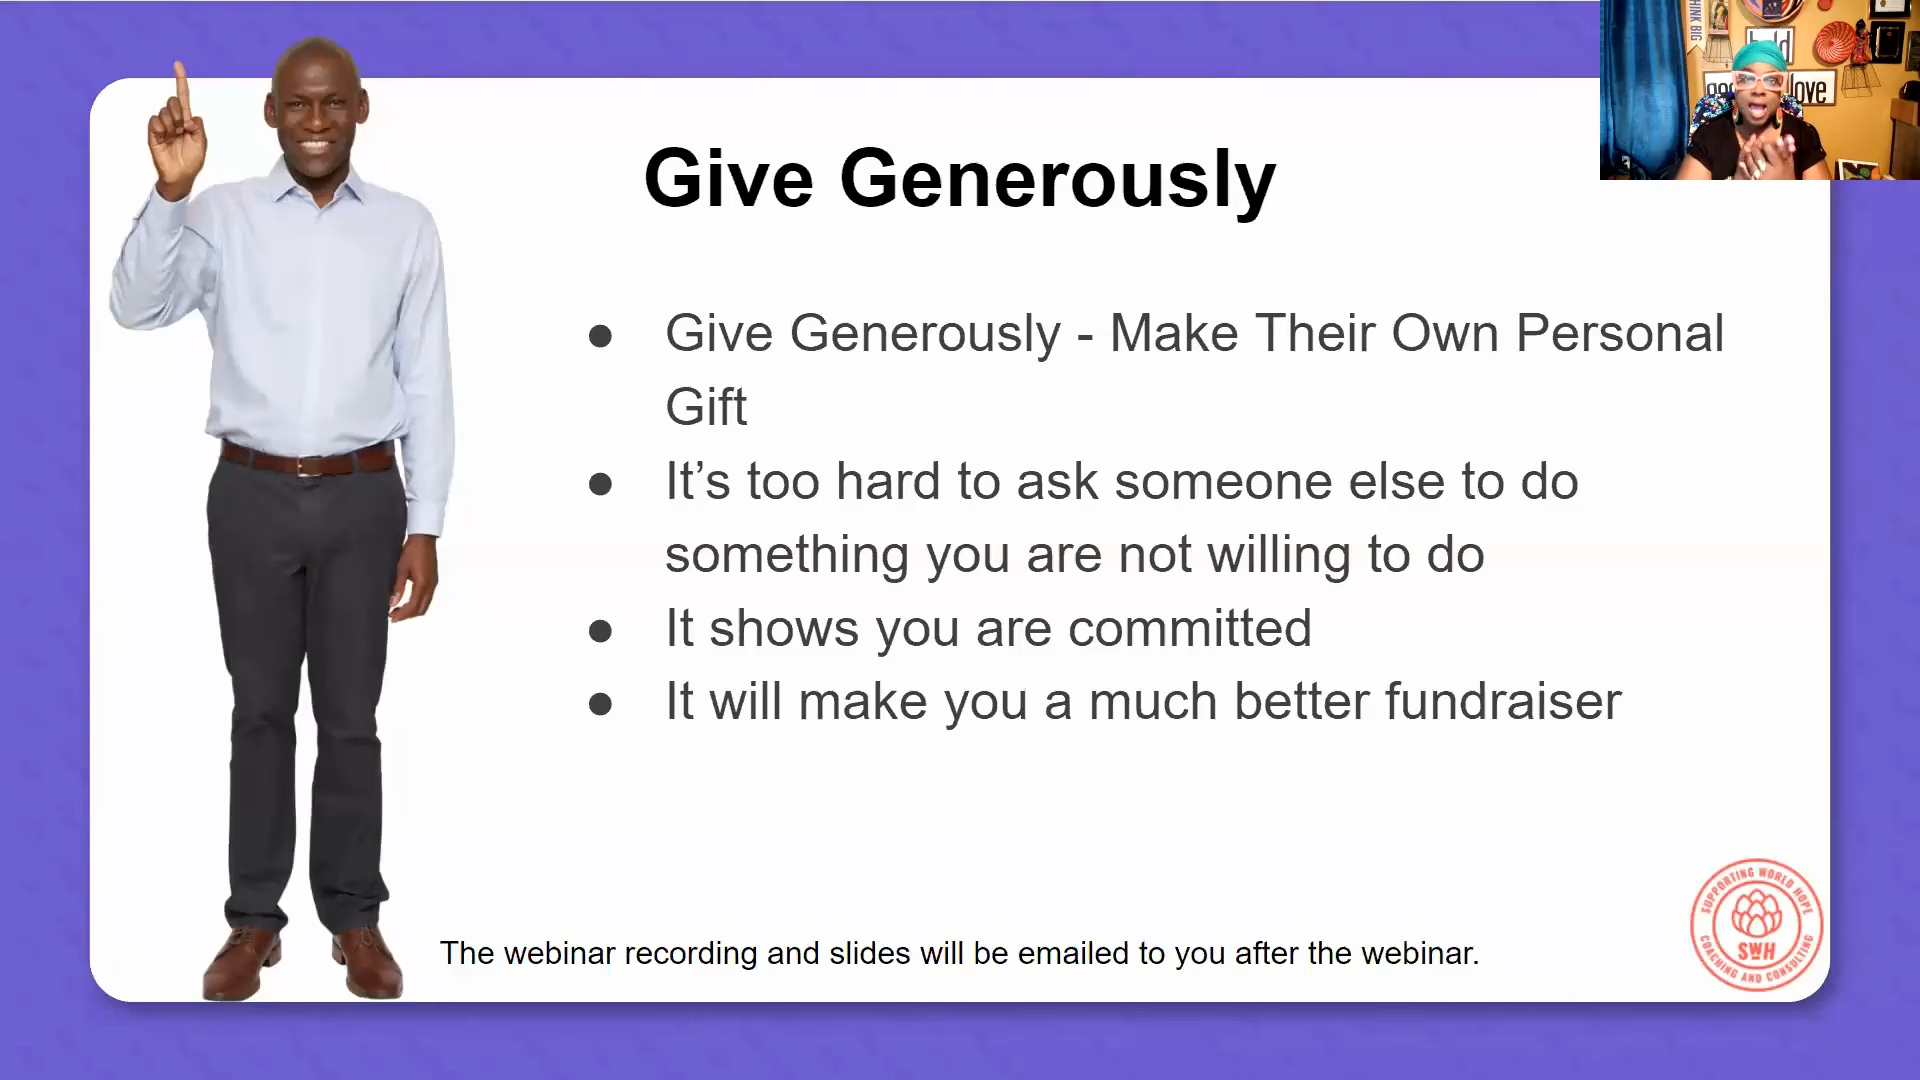 THINK BIG
love
Give Generously
● Give Generously - Make Their Own Personal
Gift
● It’s too hard to ask someone else to do
something you are not willing to do
● It shows you are committed
● It will make you a much better fundraiser
The webinar recording and slides will be emailed to you after the webinar.
SUPPORTING WORLD HOPE
SWH
COACHING AND CONSULTING